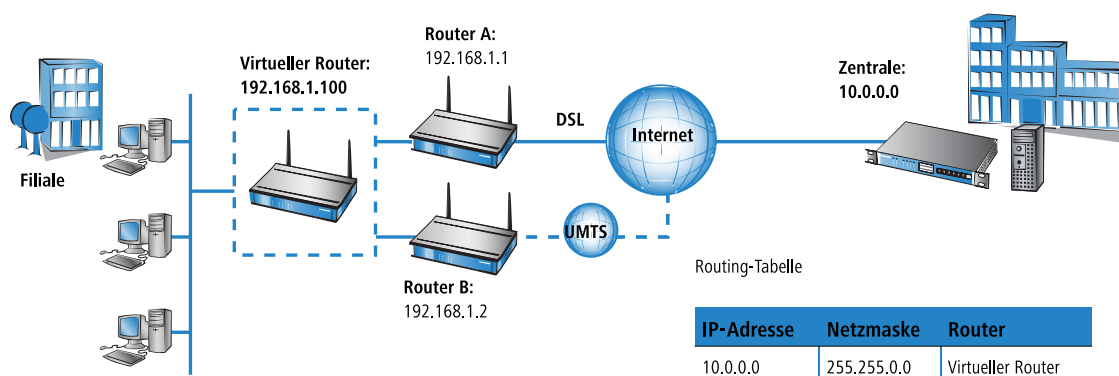 Filiale
Virtueller Router:
192.168.1.100
Router A:
192.168.1.1
Router B:
192.168.1.2
DSL
Internet
UMTS
Zentrale:
10.0.0.0
Routing-Tabelle
IP-Adresse Netzmaske Router
10.0.0.0 255.255.0.0 Virtueller Router